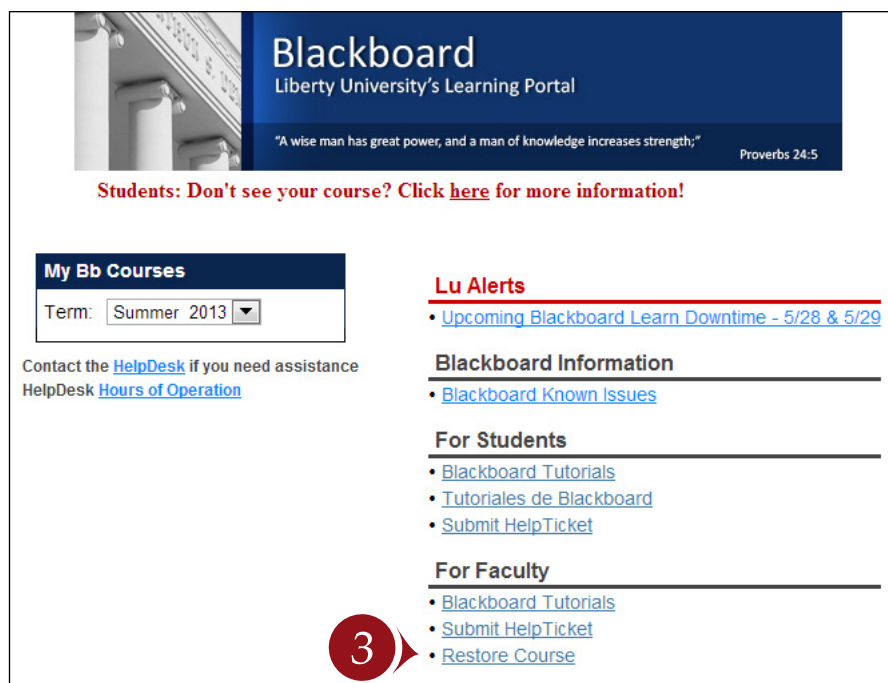 Blackboard
Liberty University's Learning Portal
"A wise man has great power, and a man of knowledge increases strength;"
Proverbs 24:5
Students: Don't see your course? Click here for more information!
My Bb Courses
Term: Summer 2013
Contact the HelpDesk if you need assistance
HelpDesk Hours of Operation
Lu Alerts
• Upcoming Blackboard Learn Downtime - 5/28 & 5/29
Blackboard Information
• Blackboard Known Issues
For Students
• Blackboard Tutorials
• Tutoriales de Blackboard
• Submit HelpTicket
For Faculty
• Blackboard Tutorials
• Submit HelpTicket
3 • Restore Course